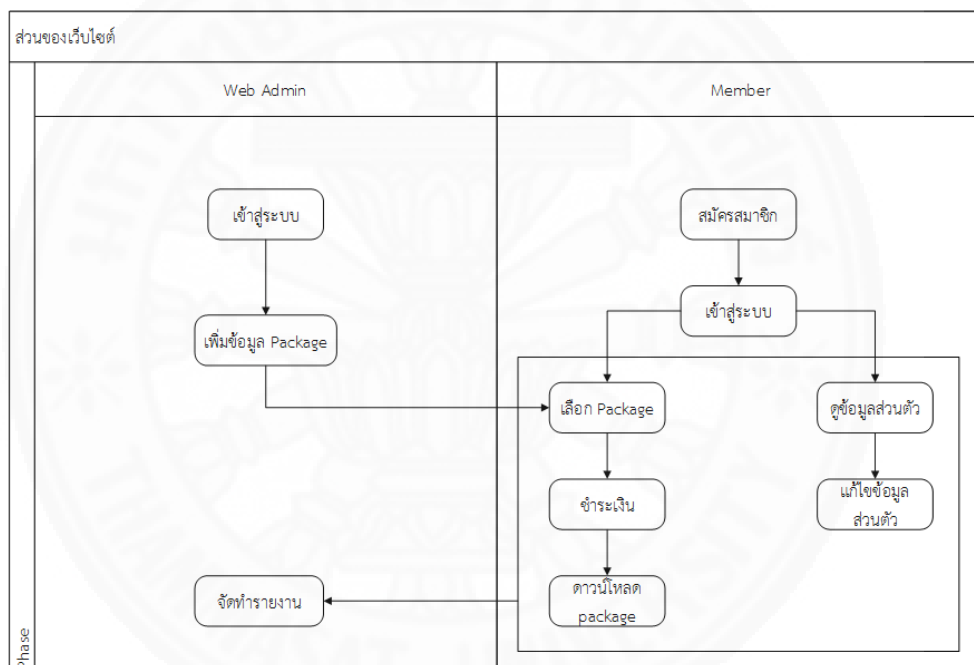 ส่วนของเว็บไซต์
Web Admin
Member
เข้าสู่ระบบ
สมัครสมาชิก
เข้าสู่ระบบ
เพิ่มข้อมูล Package
เลือก Package
ดูข้อมูลส่วนตัว
ชำระเงิน
แก้ไขข้อมูล
ส่วนตัว
จัดทำรายงาน
ดาวน์โหลด
package
Phase